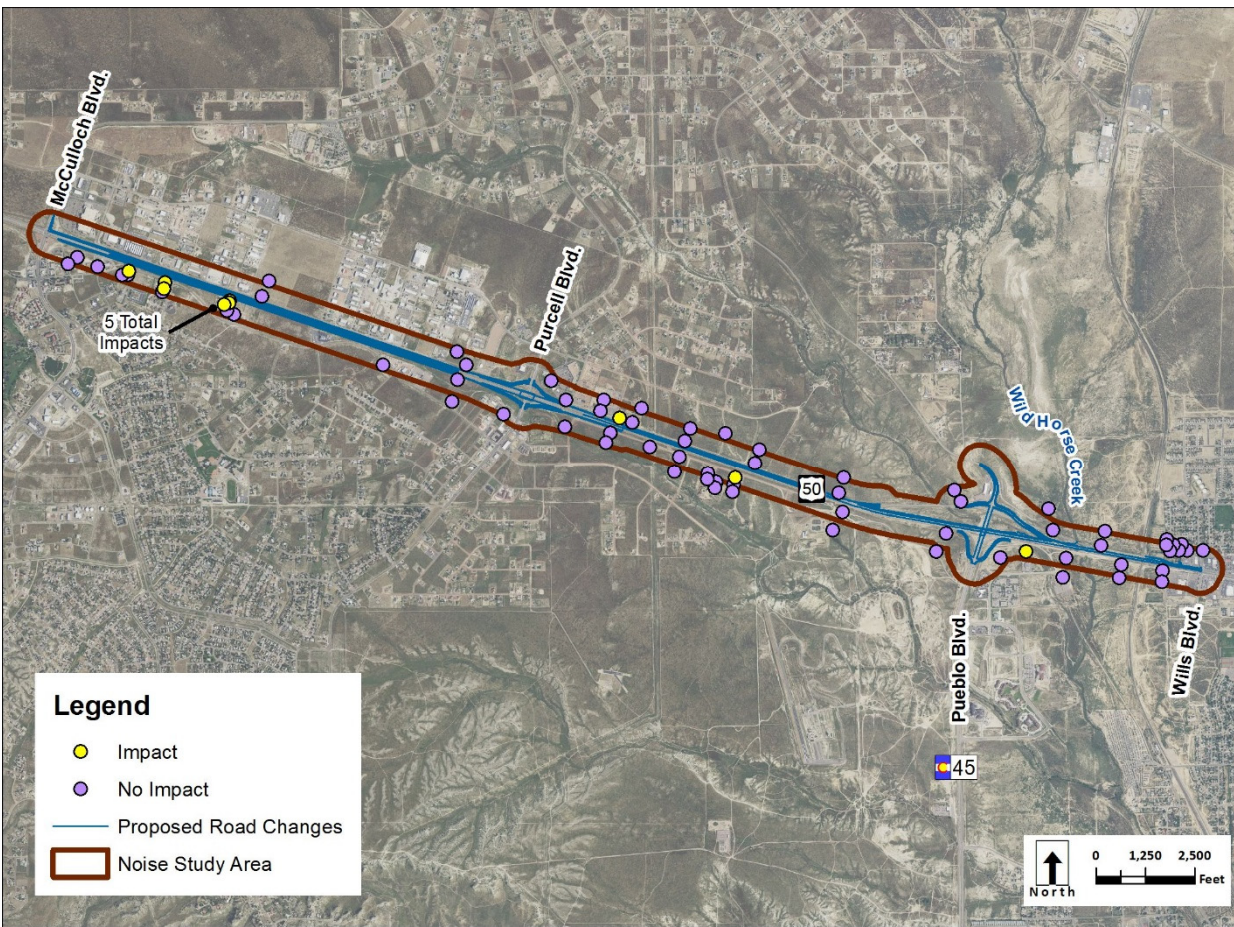 McCulloch Blvd.
Purcell Blvd.
5 Total
Impacts
50
Wild Horse Creek
Pueblo Blvd.
Wills Blvd.
45
Legend
Impact
No Impact
Proposed Road Changes
Noise Study Area
North
0 1,250 2,500
Feet